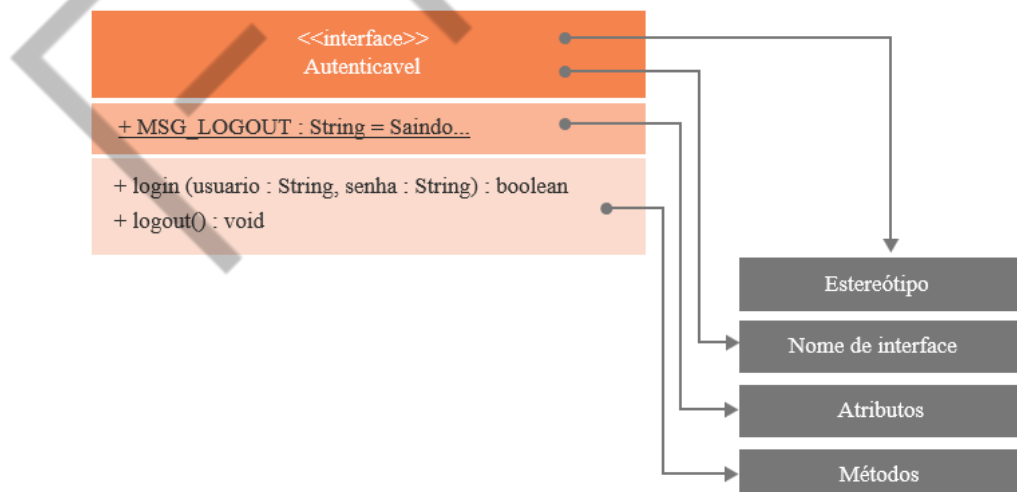 <<interface>>
Autenticavel
+ MSG_LOGOUT : String = Saindo...
+ login (usuario : String, senha : String) : boolean
+ logout() : void
Estereótipo
Nome de interface
Atributos
Métodos